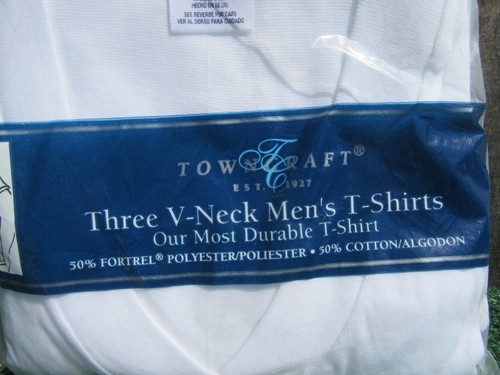 HECHO EN EE.UU.
SEE REVERSE FOR CARE
VER AL DORSO PARA CUIDADO
TC
TOWNCRAFT®
EST. 1927
Three V-Neck Men's T-Shirts
Our Most Durable T-Shirt
50% FORTREL® POLYESTER/POLIESTER • 50% COTTON/ALGODON